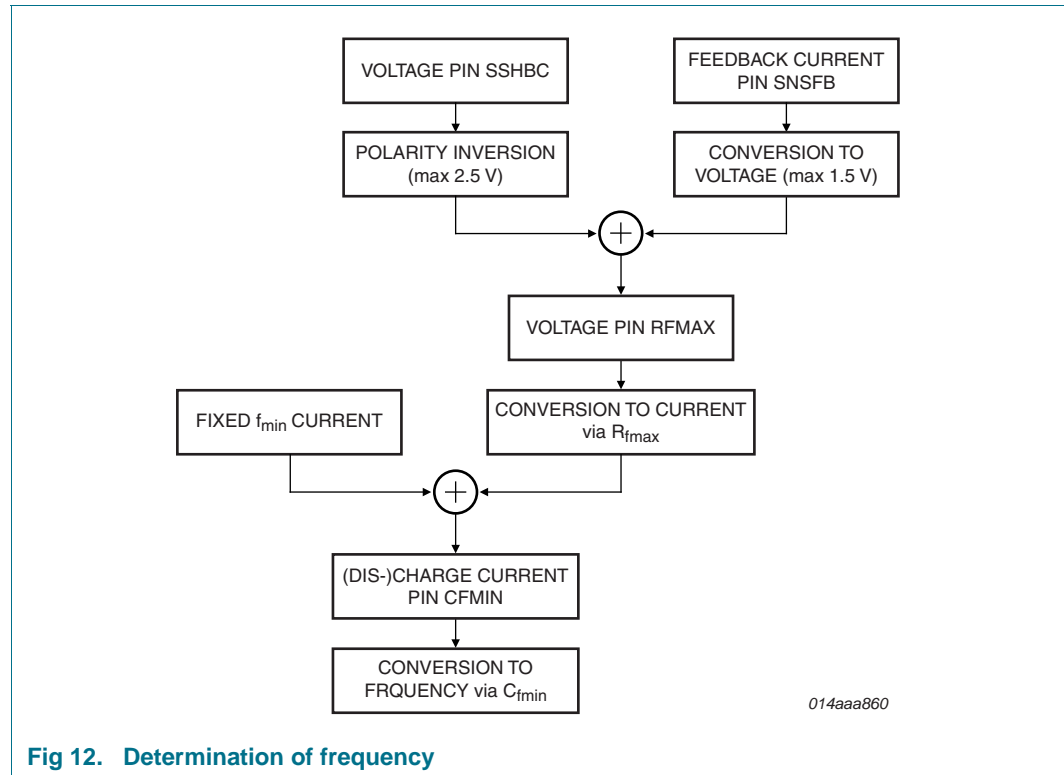 VOLTAGE PIN SSHBC
FEEDBACK CURRENT
PIN SNSFB
POLARITY INVERSION
(max 2.5 V)
CONVERSION TO
VOLTAGE (max 1.5 V)
+
VOLTAGE PIN RFMAX
FIXED fmin CURRENT
CONVERSION TO CURRENT
via Rfmax
+
(DIS-)CHARGE CURRENT
PIN CFMIN
CONVERSION TO
FRQUENCY via Cfmin
014aaa860
Fig 12. Determination of frequency